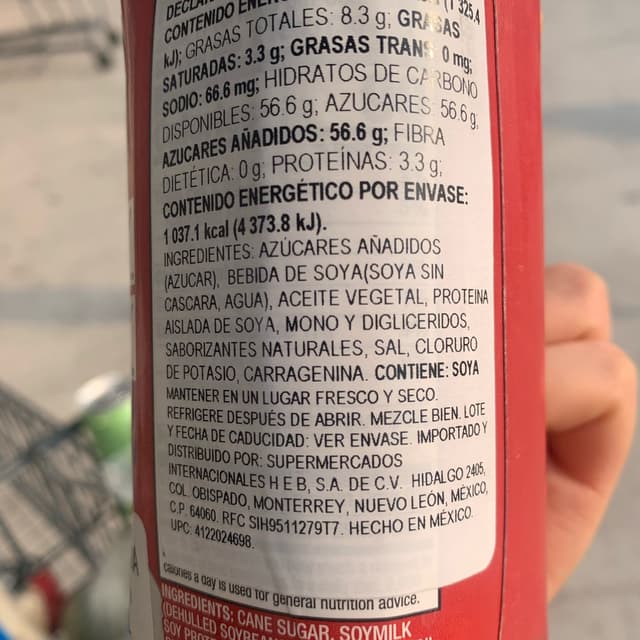 CONTENIDO
kJ); GRASAS TOTALES: 8.3 g; GRASAS
SATURADAS: 3.3 g; GRASAS TRANS 0 mg;
SODIO: 66.6 mg; HIDRATOS DE CARBONO
DISPONIBLES: 56.6 g; AZUCARES: 56.6 g;
AZUCARES AÑADIDOS: 56.6 g; FIBRA
DIETÉTICA: 0 g; PROTEÍNAS: 3.3 g;
CONTENIDO ENERGÉTICO POR ENVASE:
1 037.1 kcal (4 373.8 kJ).
INGREDIENTES: AZÚCARES AÑADIDOS
(AZUCAR), BEBIDA DE SOYA(SOYA SIN
CASCARA, AGUA), ACEITE VEGETAL, PROTEINA
AISLADA DE SOYA, MONO Y DIGLICERIDOS,
SABORIZANTES NATURALES, SAL, CLORURO
DE POTASIO, CARRAGENINA. CONTIENE: SOYA
MANTENER EN UN LUGAR FRESCO Y SECO.
REFRIGERE DESPUÉS DE ABRIR. MEZCLE BIEN. LOTE
Y FECHA DE CADUCIDAD: VER ENVASE. IMPORTADO Y
DISTRIBUIDO POR: SUPERMERCADOS
INTERNACIONALES H E B, S.A. DE C.V. HIDALGO 2405,
COL. OBISPADO, MONTERREY, NUEVO LEÓN, MÉXICO,
C.P. 64060. RFC SIH9511279T7. HECHO EN MÉXICO.
UPC: 4122024698.
calories a day is used for general nutrition advice.
INGREDIENTS: CANE SUGAR, SOYMILK
(DEHULLED